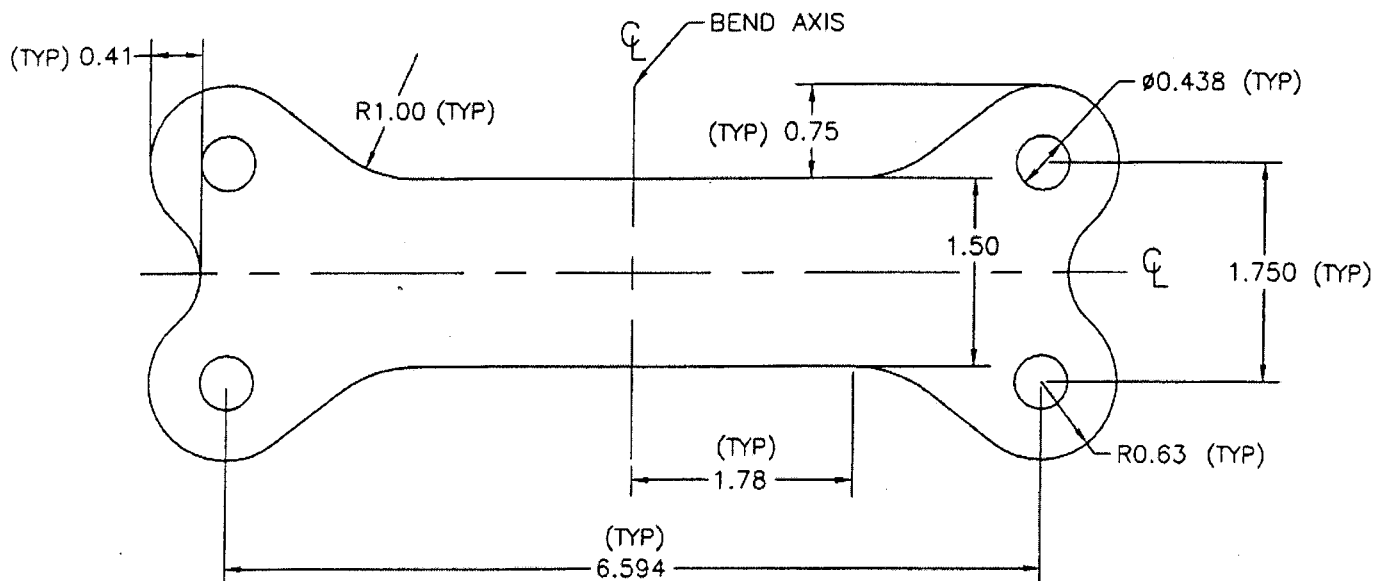 BEND AXIS
℄
(TYP) 0.41
R1.00 (TYP)
(TYP) 0.75
ø0.438 (TYP)
1.50
℄
1.750 (TYP)
(TYP)
1.78
R0.63 (TYP)
(TYP)
6.594